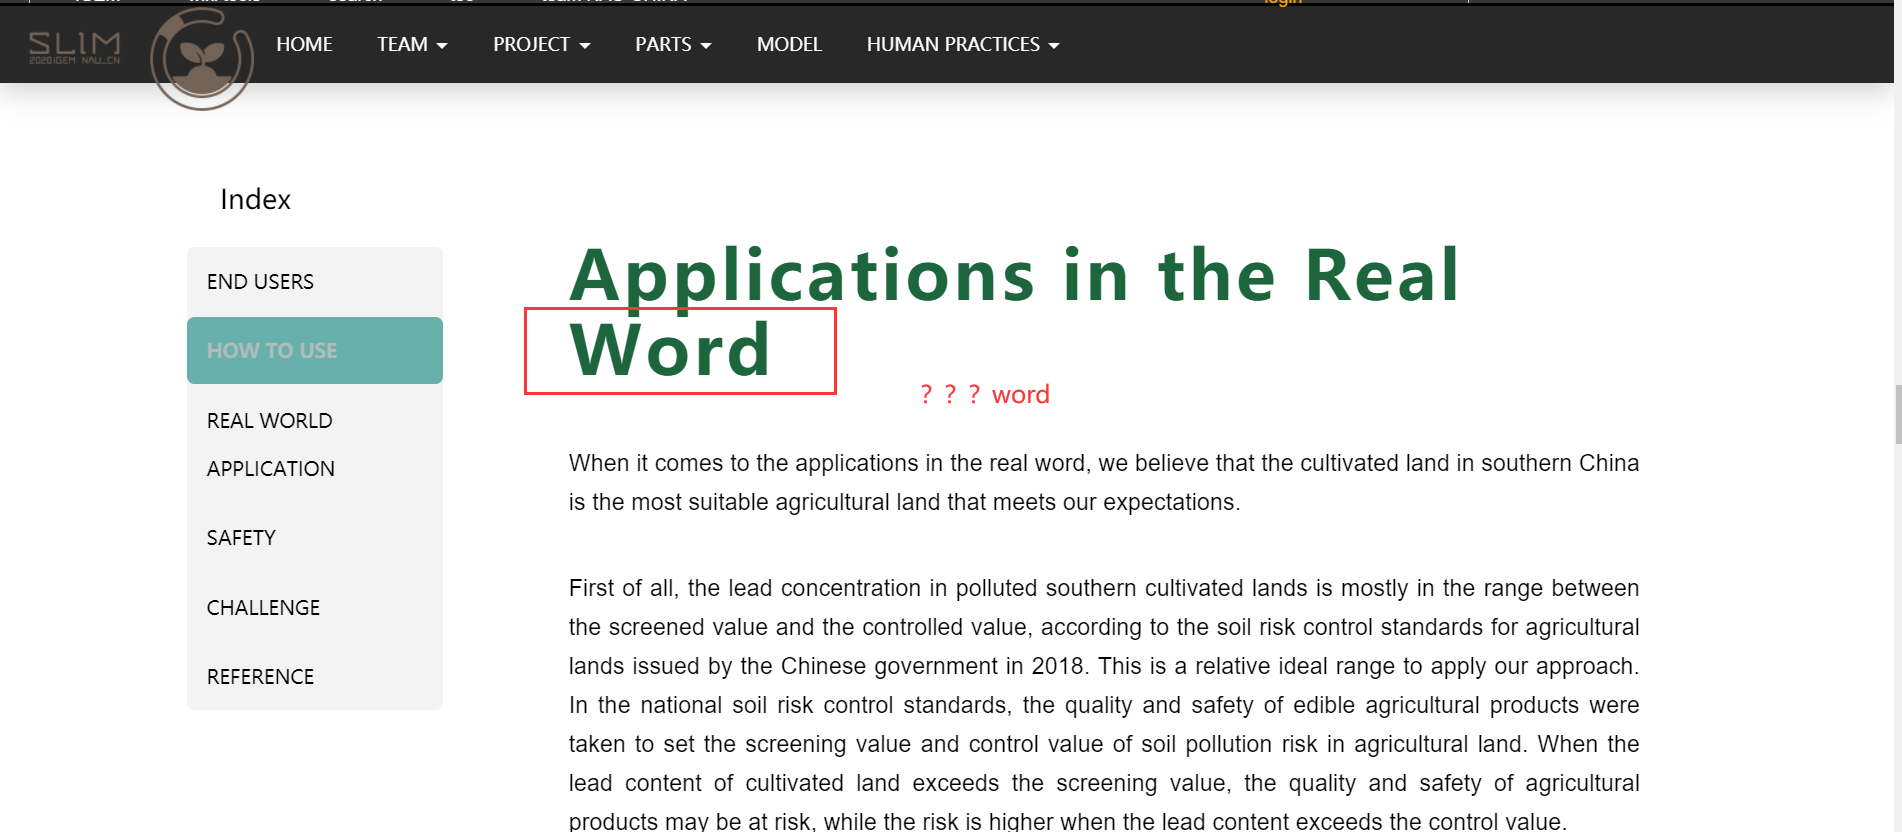 SLIM
2020iGEM NAU_CN
HOME TEAM PROJECT PARTS MODEL HUMAN PRACTICES
Index
END USERS
HOW TO USE
REAL WORLD
APPLICATION
SAFETY
CHALLENGE
REFERENCE
Applications in the Real
Word
？？？word
When it comes to the applications in the real word, we believe that the cultivated land in southern China
is the most suitable agricultural land that meets our expectations.
First of all, the lead concentration in polluted southern cultivated lands is mostly in the range between
the screened value and the controlled value, according to the soil risk control standards for agricultural
lands issued by the Chinese government in 2018. This is a relative ideal range to apply our approach.
In the national soil risk control standards, the quality and safety of edible agricultural products were
taken to set the screening value and control value of soil pollution risk in agricultural land. When the
lead content of cultivated land exceeds the screening value, the quality and safety of agricultural
products may be at risk, while the risk is higher when the lead content exceeds the control value.